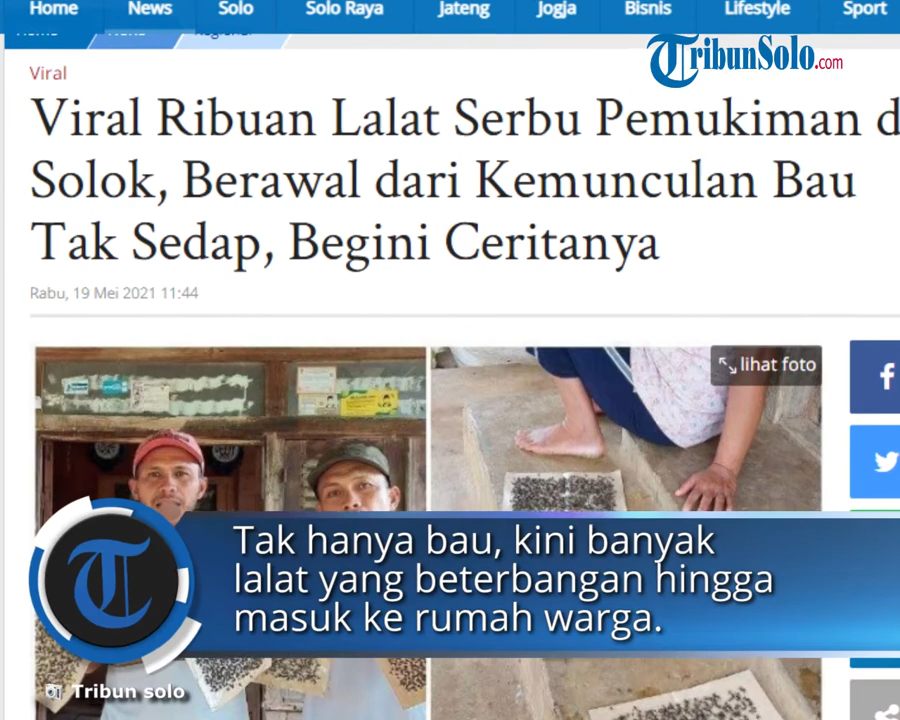 Home News Solo Solo Raya Jateng Jogja Bisnis Lifestyle Sport
TribunSolo.com
Viral
Viral Ribuan Lalat Serbu Pemukiman d
Solok, Berawal dari Kemunculan Bau
Tak Sedap, Begini Ceritanya
Rabu, 19 Mei 2021 11:44
lihat foto
Tak hanya bau, kini banyak
lalat yang beterbangan hingga
masuk ke rumah warga.
Tribun solo